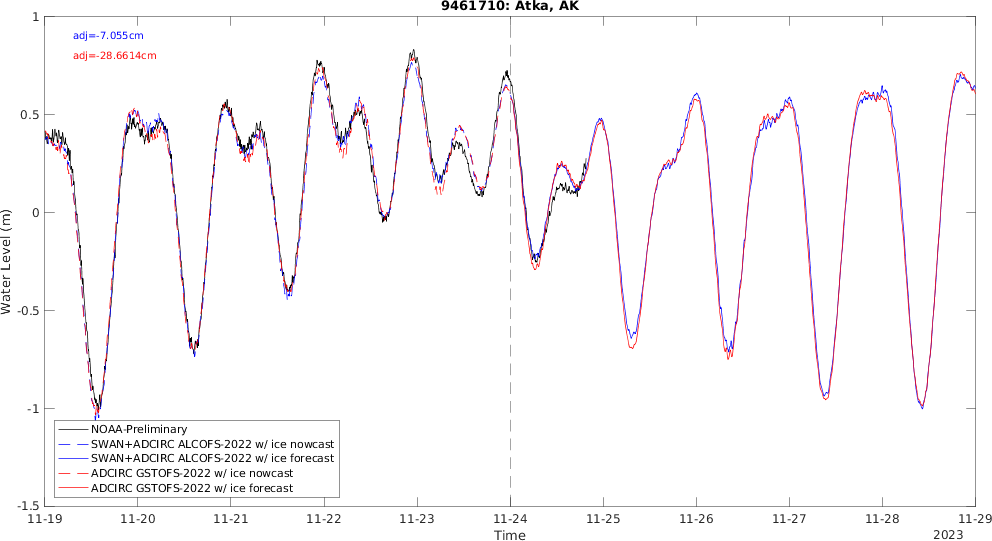 9461710: Atka, AK
adj=-7.055cm
adj=-28.6614cm
Water Level (m)
1
0.5
0
-0.5
-1
-1.5
NOAA-Preliminary
SWAN+ADCIRC ALCOFS-2022 w/ ice nowcast
SWAN+ADCIRC ALCOFS-2022 w/ ice forecast
ADCIRC GSTOFS-2022 w/ ice nowcast
ADCIRC GSTOFS-2022 w/ ice forecast
11-19 11-20 11-21 11-22 11-23 11-24 11-25 11-26 11-27 11-28 11-29
Time
2023